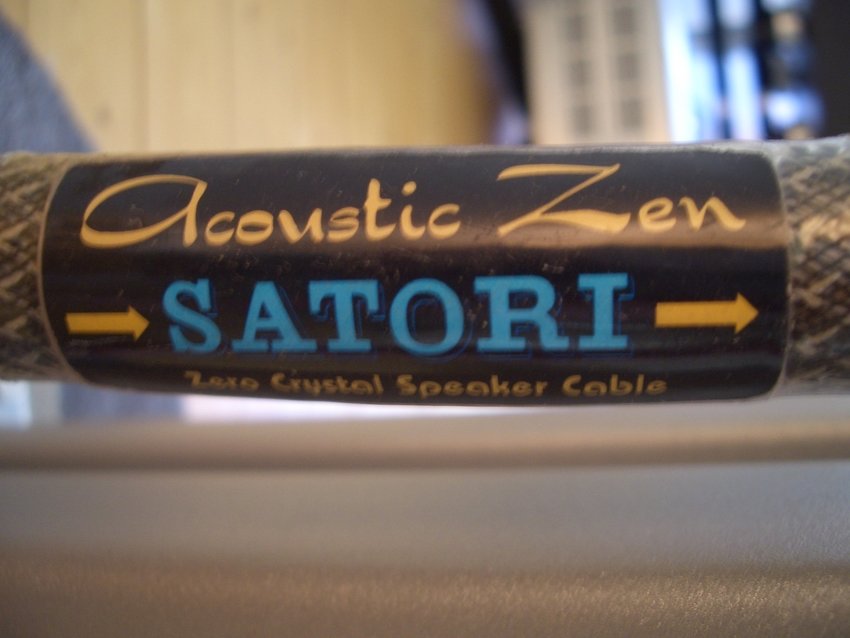 Acoustic Zen
SATORI
Zero Crystal Speaker Cable